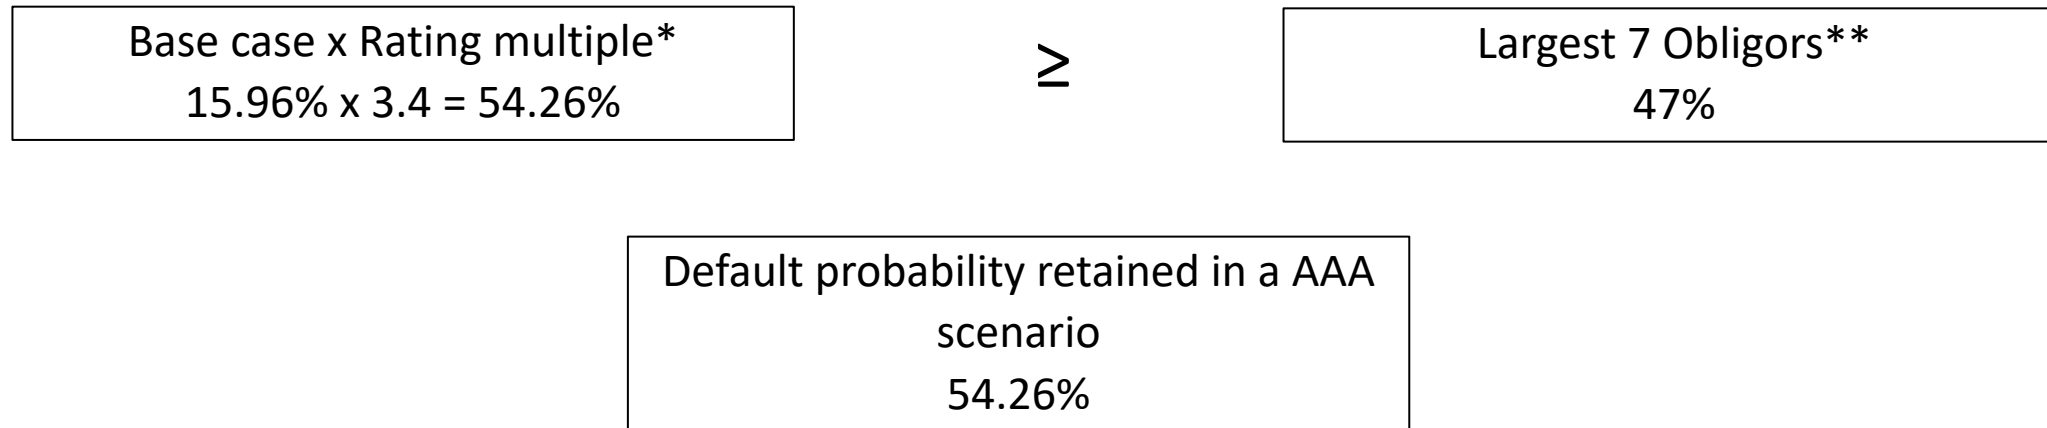 Base case x Rating multiple*
15.96% x 3.4 = 54.26%
≥
Largest 7 Obligors**
47%
Default probability retained in a AAA
scenario
54.26%